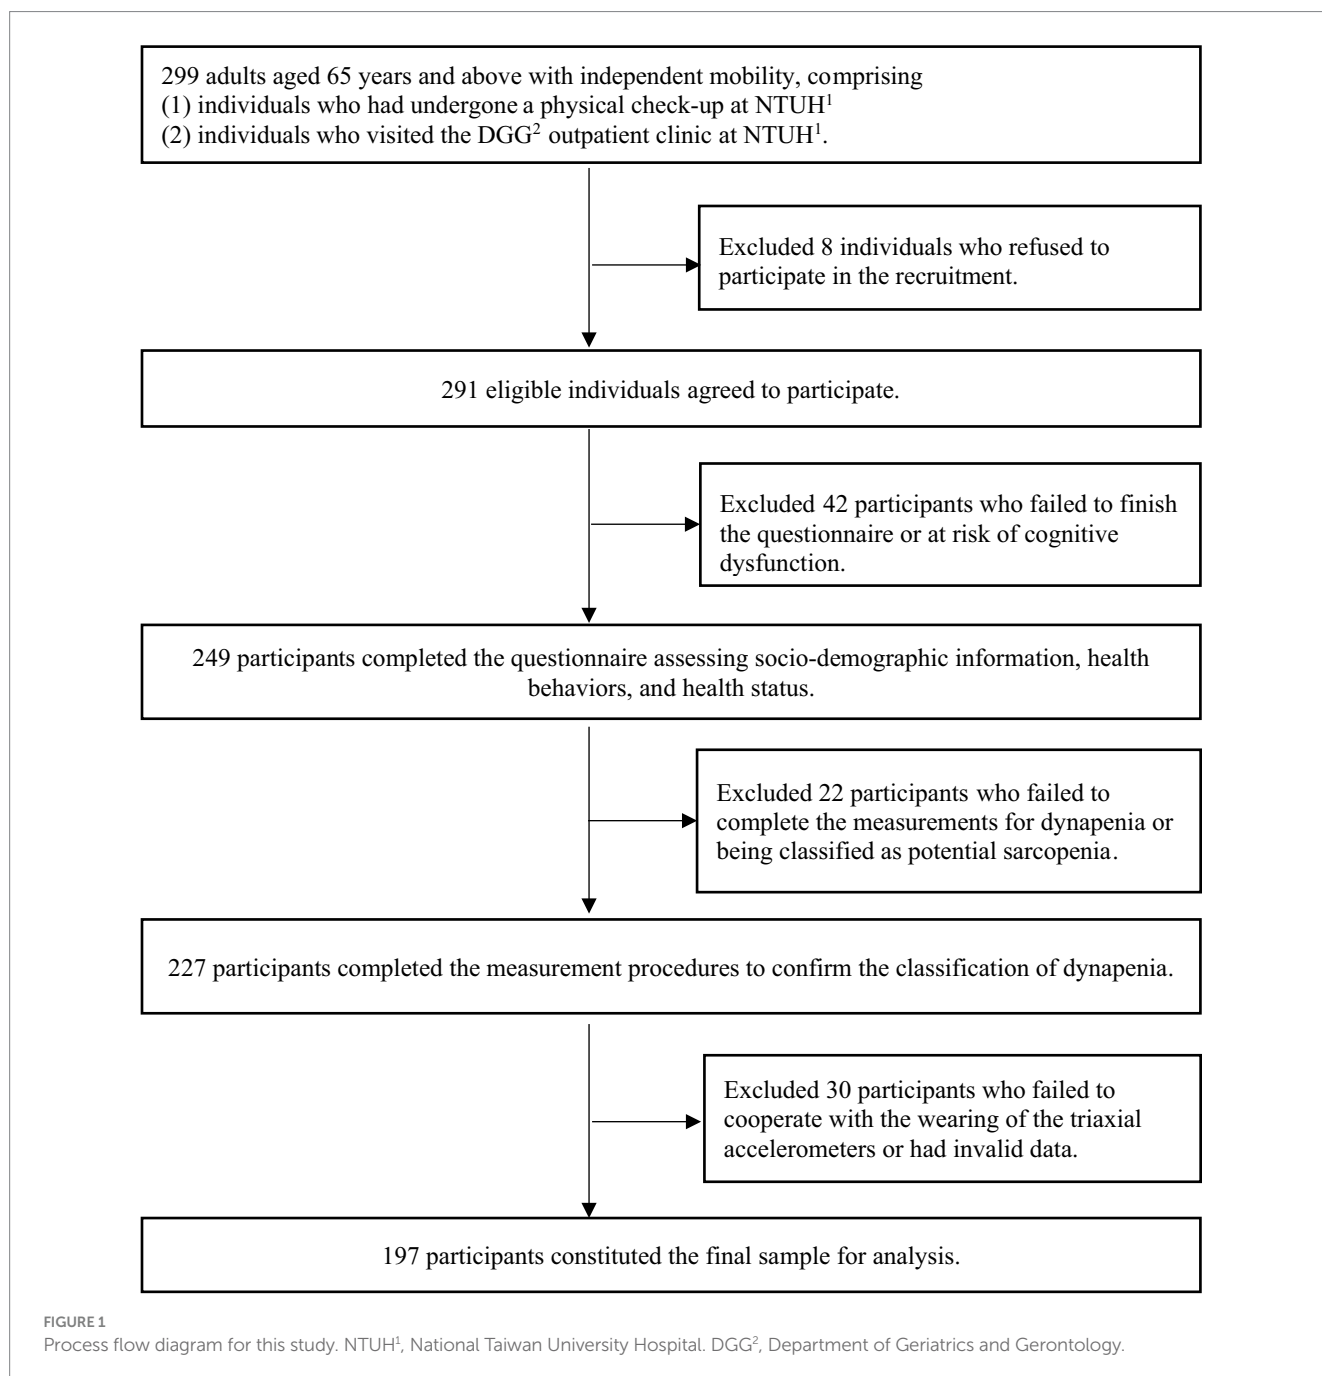 299 adults aged 65 years and above with independent mobility, comprising
(1) individuals who had undergone a physical check-up at NTUH¹
(2) individuals who visited the DGG² outpatient clinic at NTUH¹.
Excluded 8 individuals who refused to
participate in the recruitment.
291 eligible individuals agreed to participate.
Excluded 42 participants who failed to finish
the questionnaire or at risk of cognitive
dysfunction.
249 participants completed the questionnaire assessing socio-demographic information, health
behaviors, and health status.
Excluded 22 participants who failed to
complete the measurements for dynapenia or
being classified as potential sarcopenia.
227 participants completed the measurement procedures to confirm the classification of dynapenia.
Excluded 30 participants who failed to
cooperate with the wearing of the triaxial
accelerometers or had invalid data.
197 participants constituted the final sample for analysis.
FIGURE 1
Process flow diagram for this study. NTUH¹, National Taiwan University Hospital. DGG², Department of Geriatrics and Gerontology.